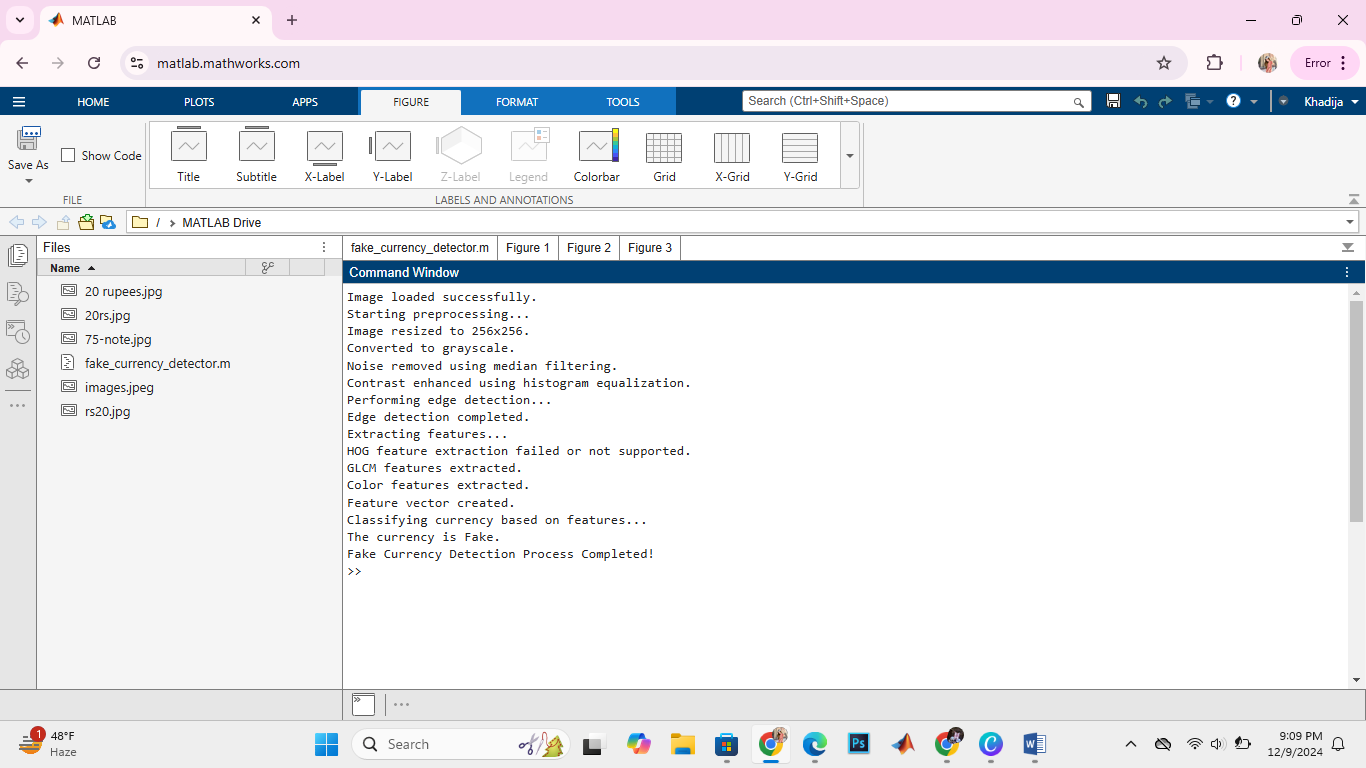 MATLAB
matlab.mathworks.com
Error
HOME PLOTS APPS FIGURE FORMAT TOOLS
Search (Ctrl+Shift+Space)
Khadija
Save As
Show Code
Title Subtitle X-Label Y-Label Z-Label Legend Colorbar Grid X-Grid Y-Grid
FILE LABELS AND ANNOTATIONS
/ MATLAB Drive
Files
fake_currency_detector.m Figure 1 Figure 2 Figure 3
Name
Command Window
20 rupees.jpg
20rs.jpg
75-note.jpg
fake_currency_detector.m
images.jpeg
rs20.jpg
Image loaded successfully.
Starting preprocessing...
Image resized to 256x256.
Converted to grayscale.
Noise removed using median filtering.
Contrast enhanced using histogram equalization.
Performing edge detection...
Edge detection completed.
Extracting features...
HOG feature extraction failed or not supported.
GLCM features extracted.
Color features extracted.
Feature vector created.
Classifying currency based on features...
The currency is Fake.
Fake Currency Detection Process Completed!
>>
1
48°F
Haze
Search
Ps
9:09 PM
12/9/2024